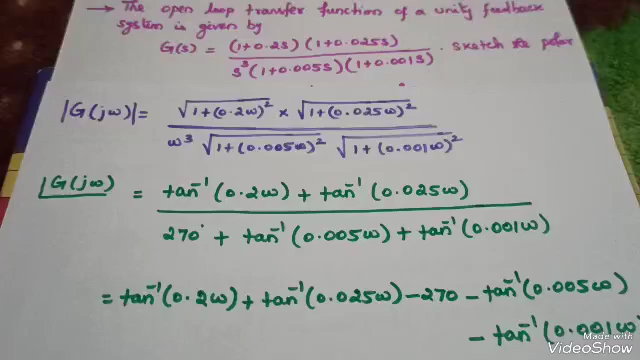 → The open loop transfer function of a unity feedback
system is given by
G(s) = (1+0.2s) (1+0.025s) / s³(1+0.005s)(1+0.001s) . sketch the polar
|G(jω)| = √1+(0.2ω)² × √1+(0.025ω)² / ω³ √1+(0.005ω)² √1+(0.001ω)²
∠G(jω) = tan⁻¹(0.2ω) + tan⁻¹(0.025ω) / 270° + tan⁻¹(0.005ω) + tan⁻¹(0.001ω)
= tan⁻¹(0.2ω) + tan⁻¹(0.025ω) - 270 - tan⁻¹(0.005ω)
- tan⁻¹(0.001ω)
Made with
VideoShow